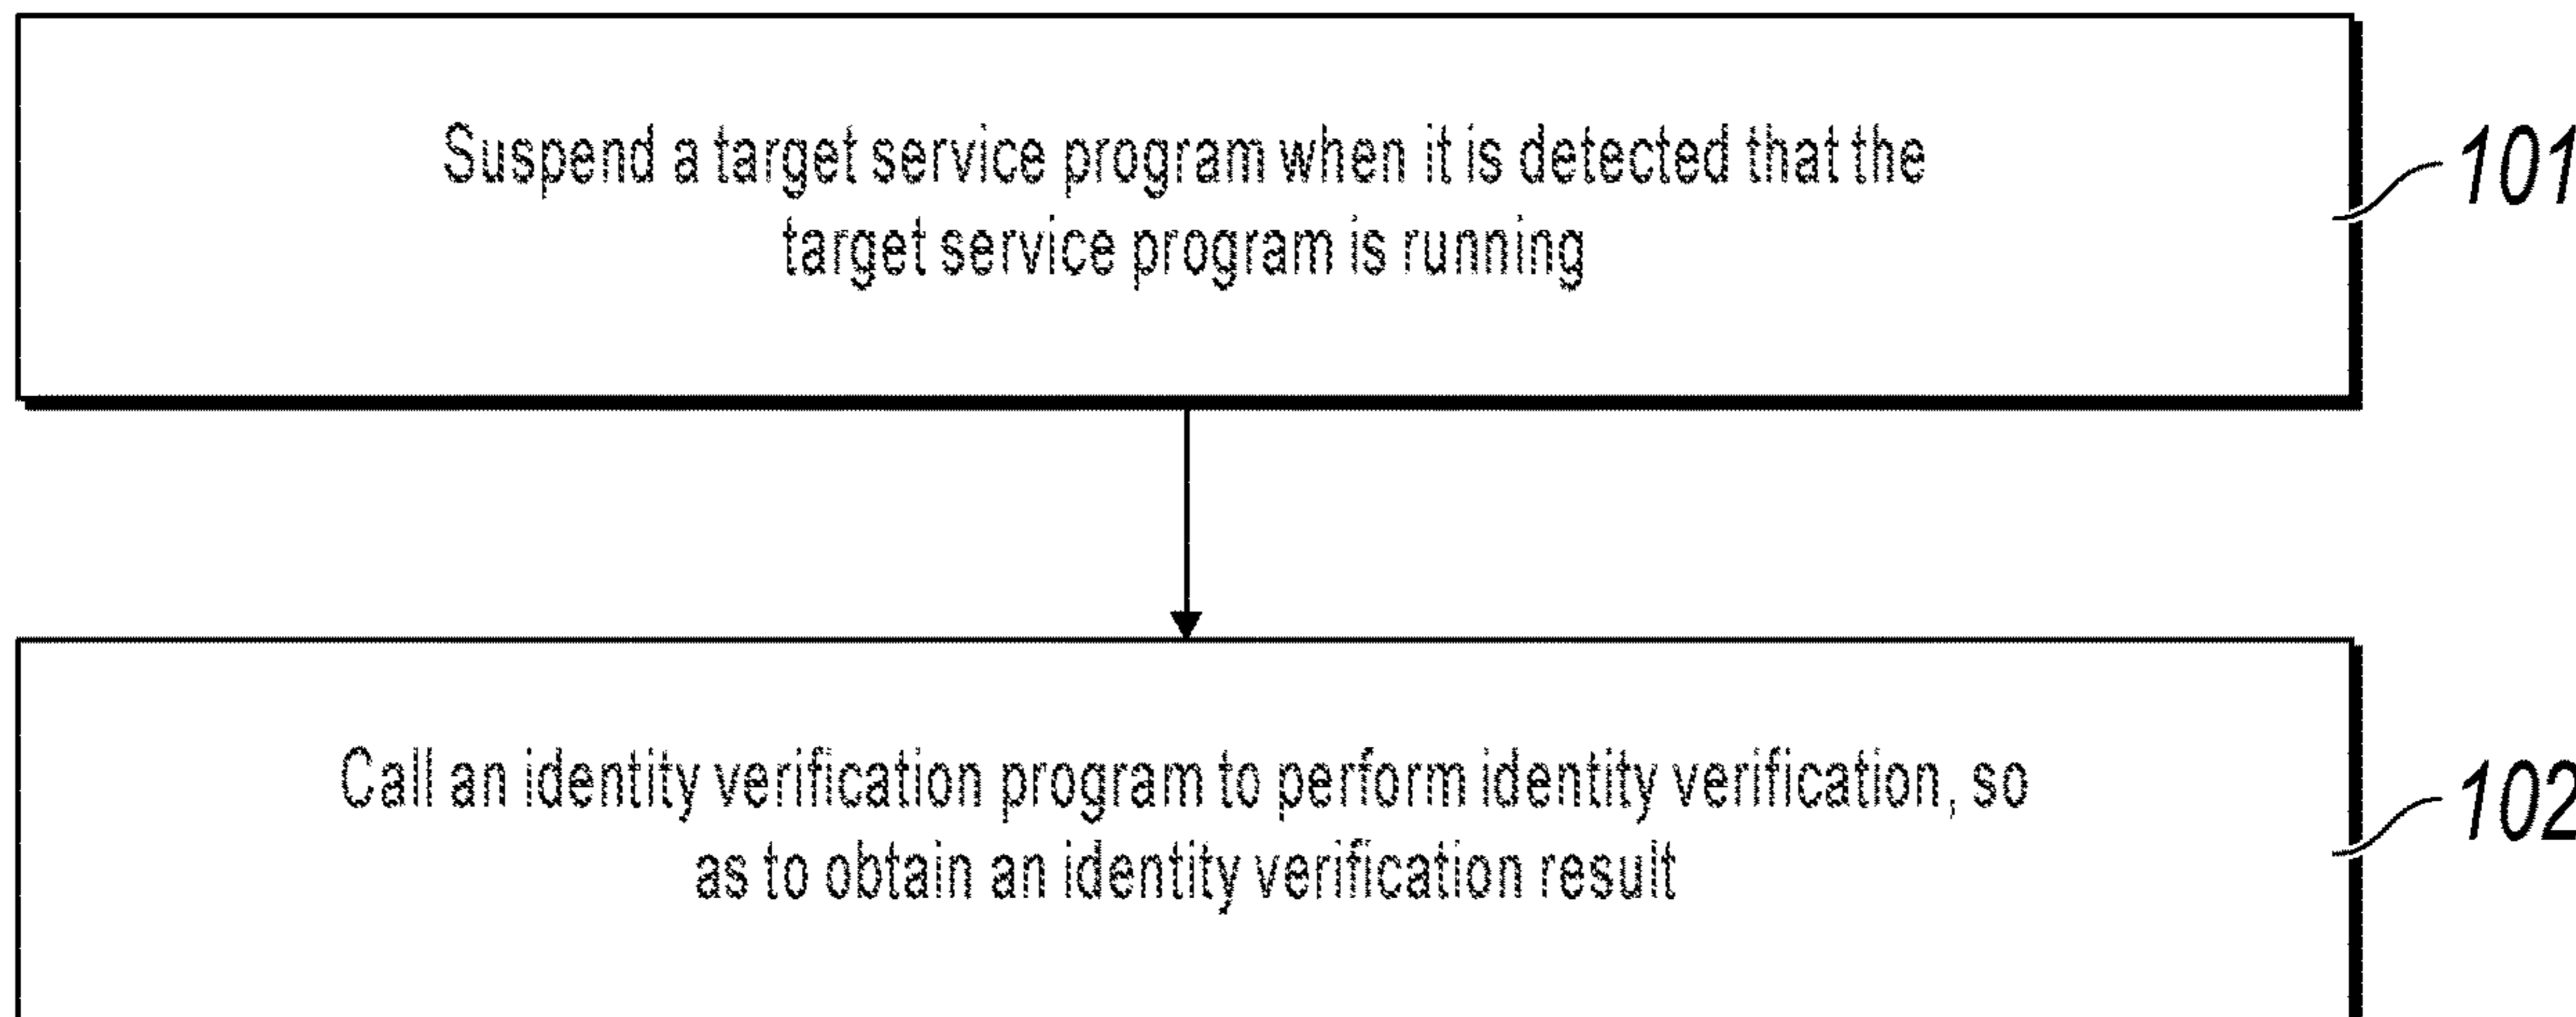 Suspend a target service program when it is detected that the
target service program is running
101
Call an identity verification program to perform identity verification, so
as to obtain an identity verification result
102